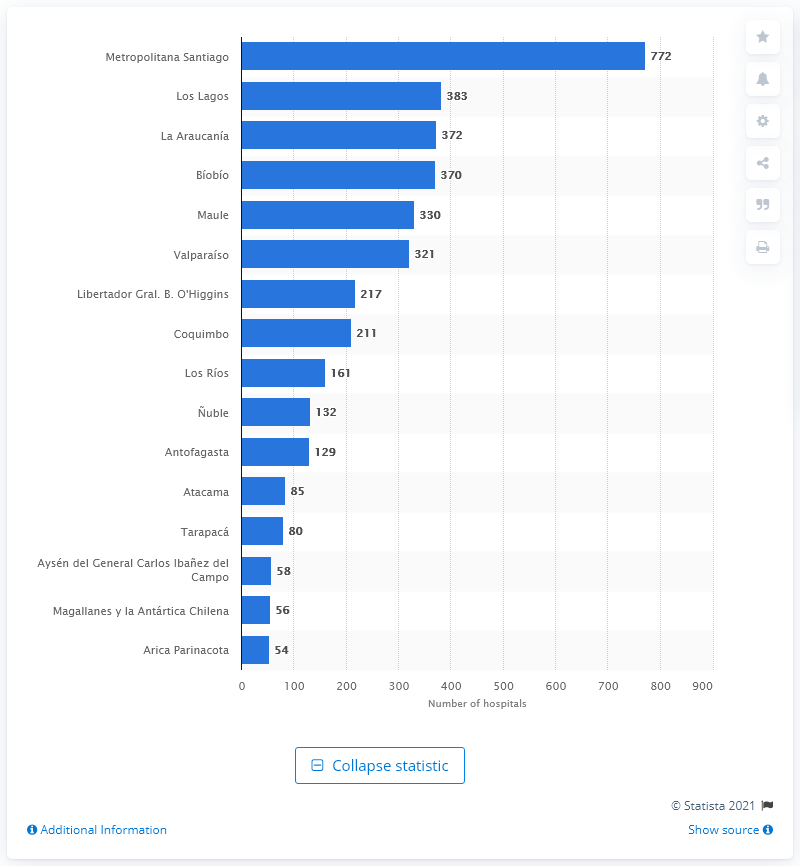 Metropolitana Santiago 772
Los Lagos 383
La Araucanía 372
Bíobío 370
Maule 330
Valparaíso 321
Libertador Gral. B. O'Higgins 217
Coquimbo 211
Los Ríos 161
Ñuble 132
Antofagasta 129
Atacama 85
Tarapacá 80
Aysén del General Carlos Ibañez del
Campo 58
Magallanes y la Antártica Chilena 56
Arica Parinacota 54
0 100 200 300 400 500 600 700 800 900
Number of hospitals
Collapse statistic
© Statista 2021
Additional Information
Show source